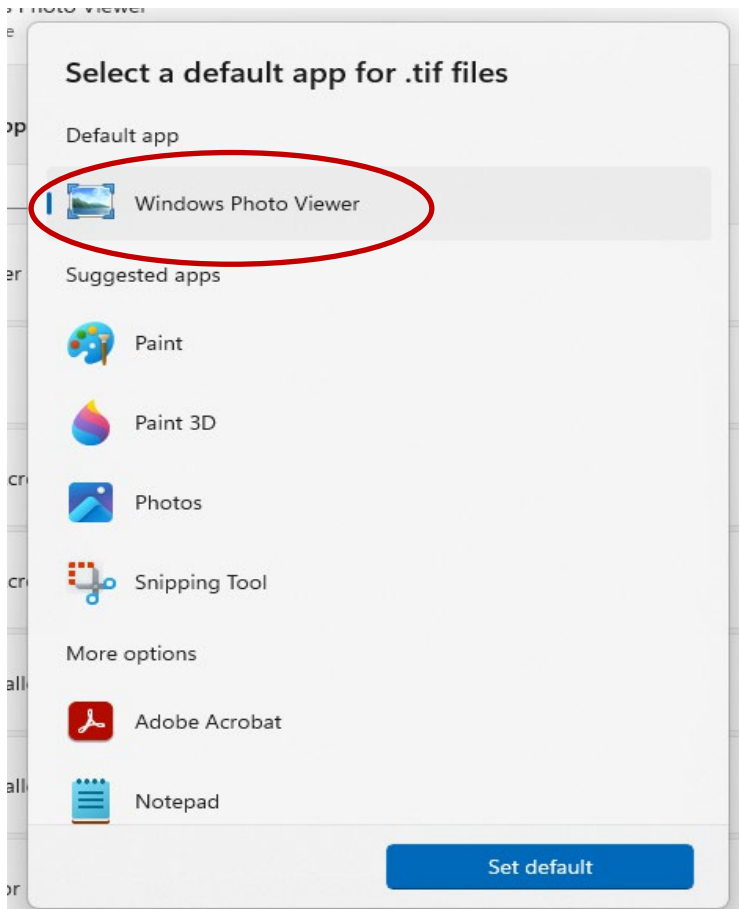 Select a default app for .tif files
Default app
Windows Photo Viewer
Suggested apps
Paint
Paint 3D
Photos
Snipping Tool
More options
Adobe Acrobat
Notepad
Set default